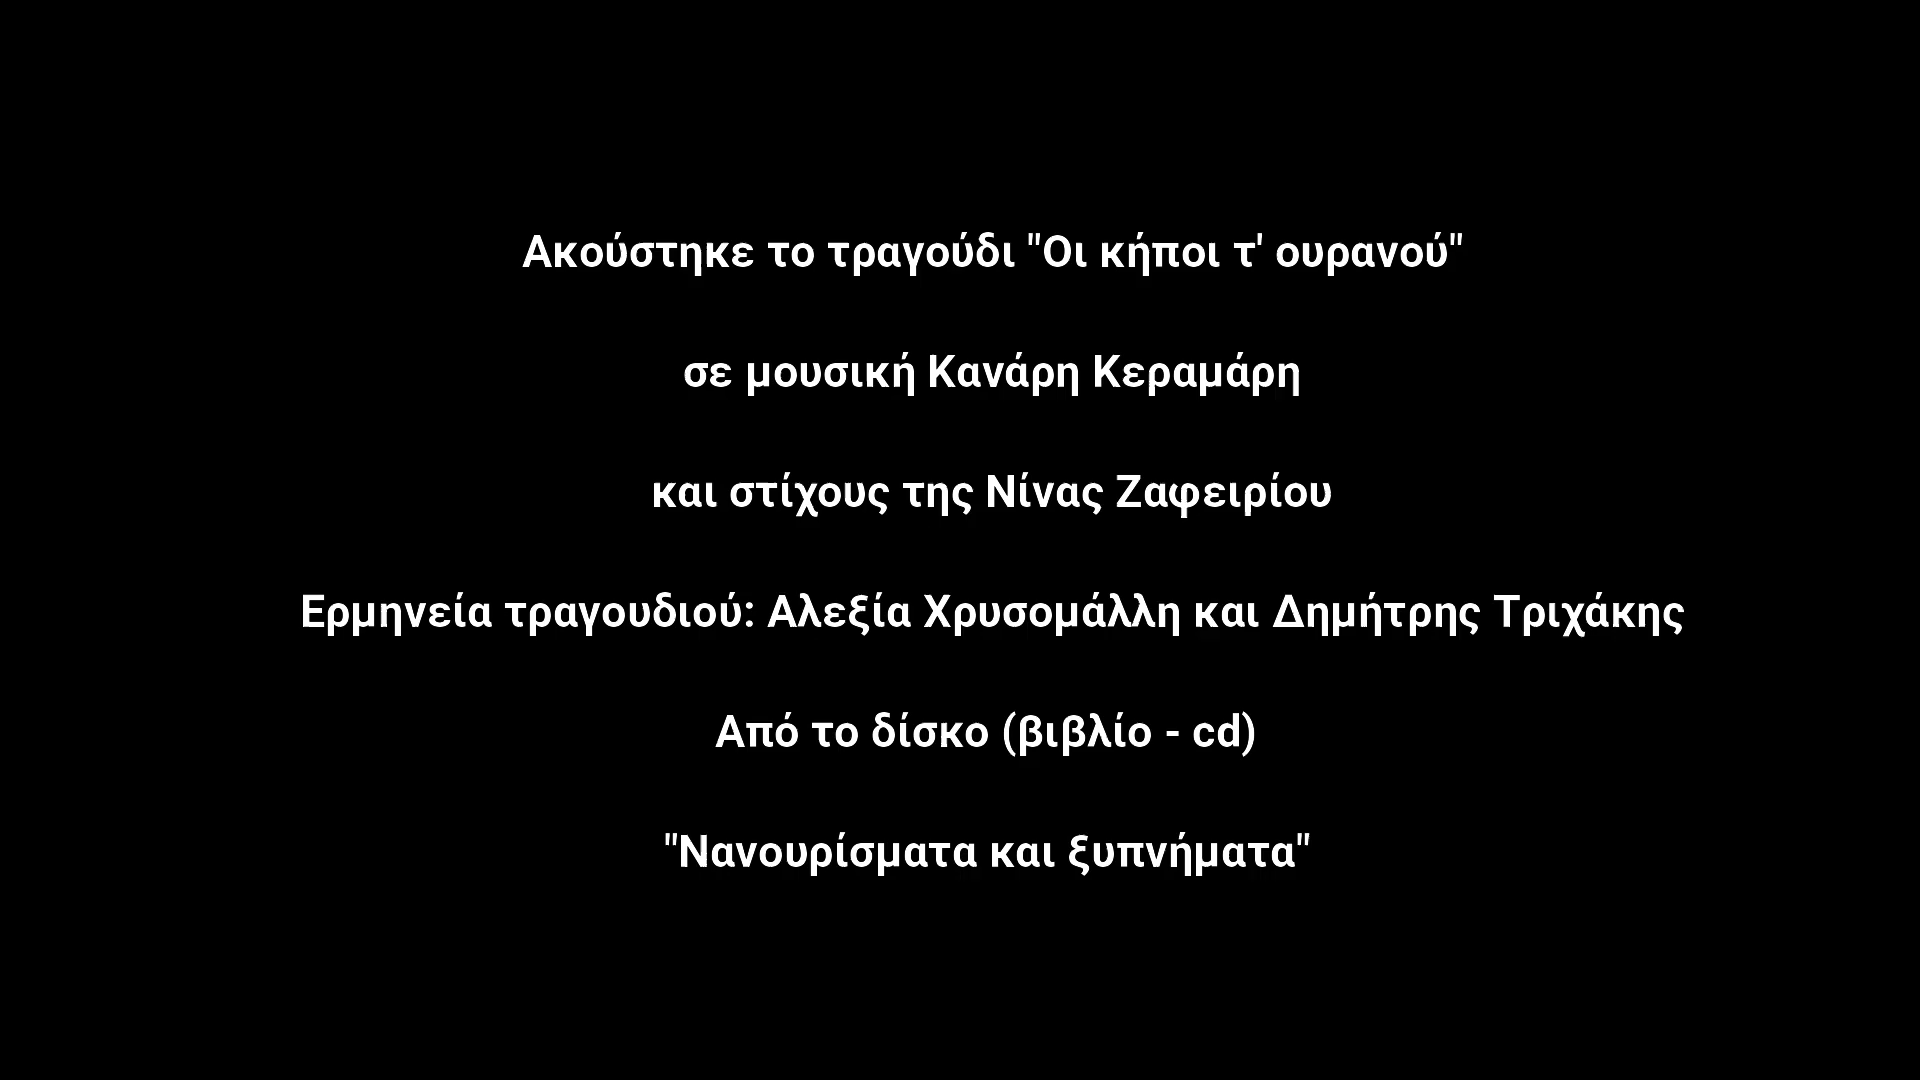 Ακούστηκε το τραγούδι "Οι κήποι τ' ουρανού"
σε μουσική Κανάρη Κεραμάρη
και στίχους της Νίνας Ζαφειρίου
Ερμηνεία τραγουδιού: Αλεξία Χρυσομάλλη και Δημήτρης Τριχάκης
Από το δίσκο (βιβλίο - cd)
"Νανουρίσματα και ξυπνήματα"